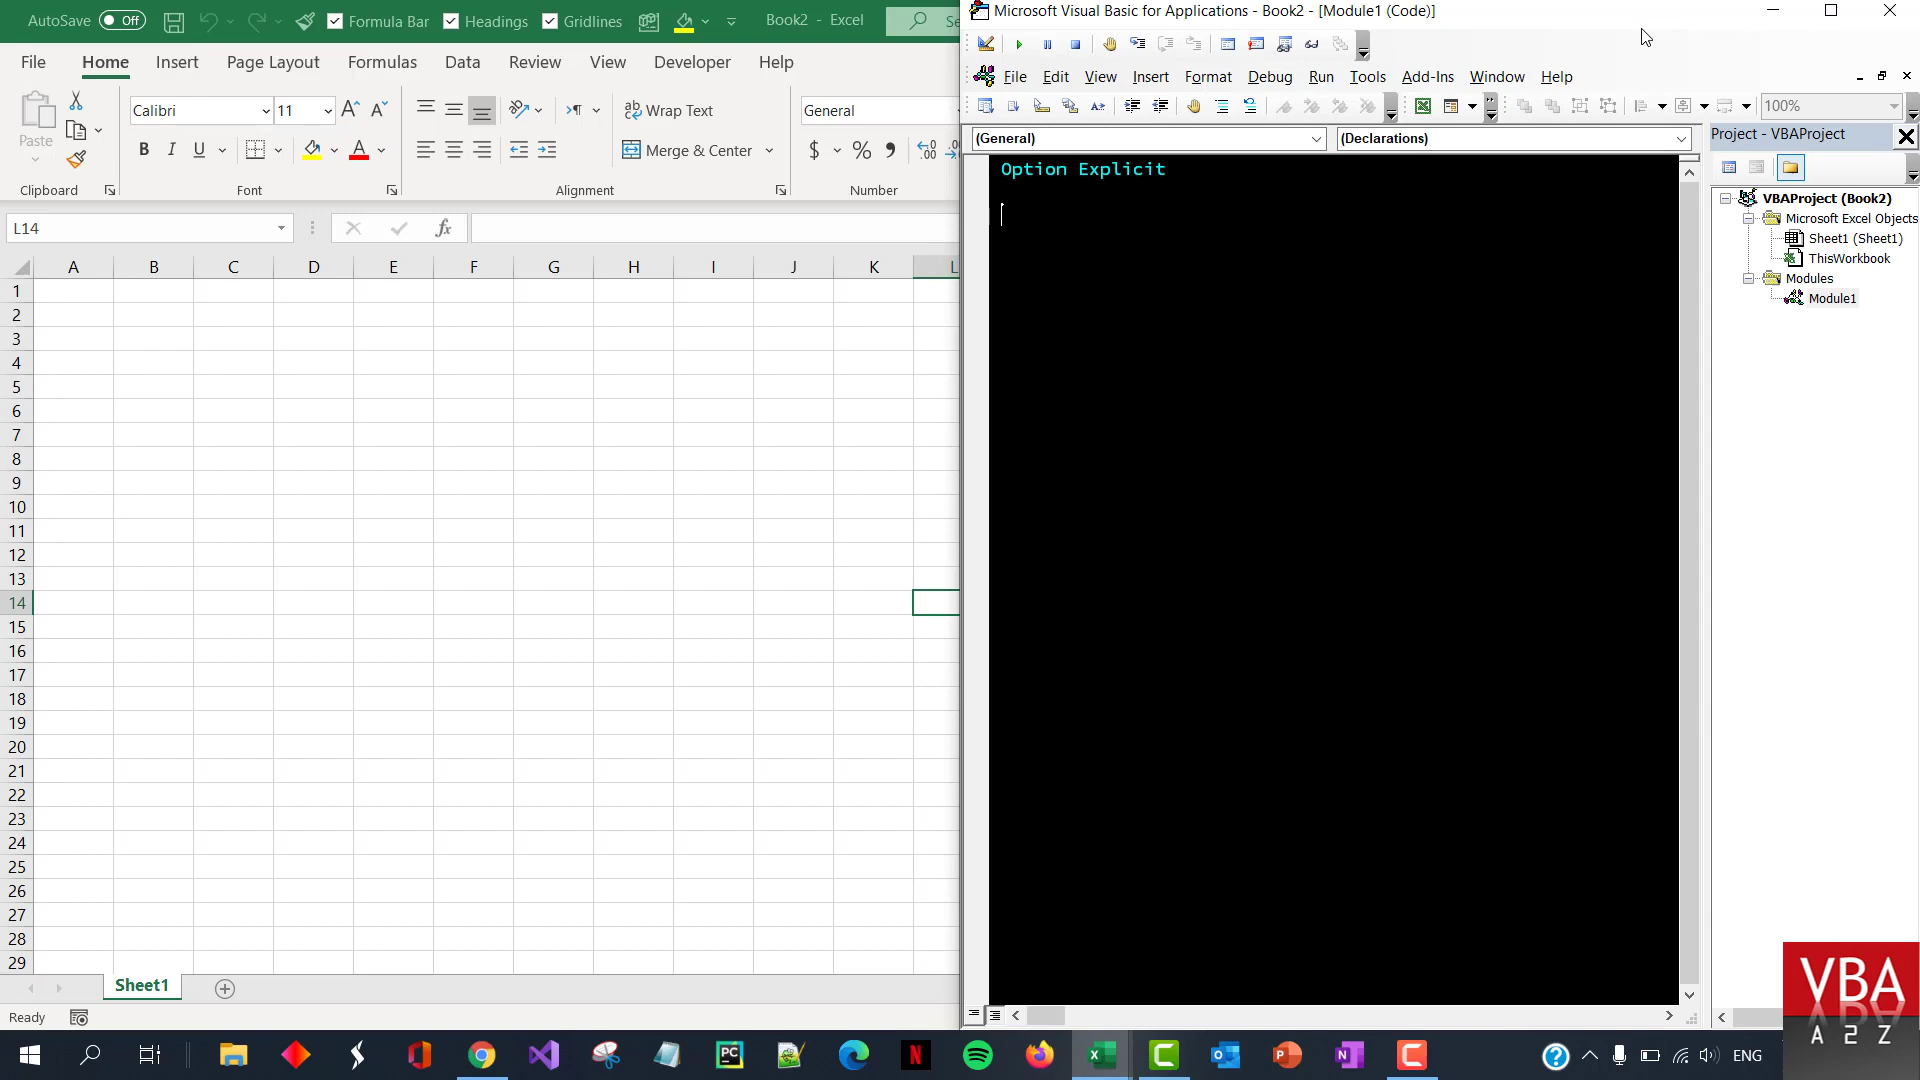 AutoSave Off Formula Bar Headings Gridlines Book2 - Excel Se
File Home Insert Page Layout Formulas Data Review View Developer Help
Paste
Calibri 11
Wrap Text
General
B I U A
Merge & Center
$ % 9
Clipboard Font Alignment Number
L14
fx
A B C D E F G H I J K L
1
2
3
4
5
6
7
8
9
10
11
12
13
14
15
16
17
18
19
20
21
22
23
24
25
26
27
28
29
Sheet1
Ready
Microsoft Visual Basic for Applications - Book2 - [Module1 (Code)]
File Edit View Insert Format Debug Run Tools Add-Ins Window Help
100%
(General) (Declarations)
Option Explicit
Project - VBAProject
VBAProject (Book2)
Microsoft Excel Objects
Sheet1 (Sheet1)
ThisWorkbook
Modules
Module1
VBA
A2Z
ENG